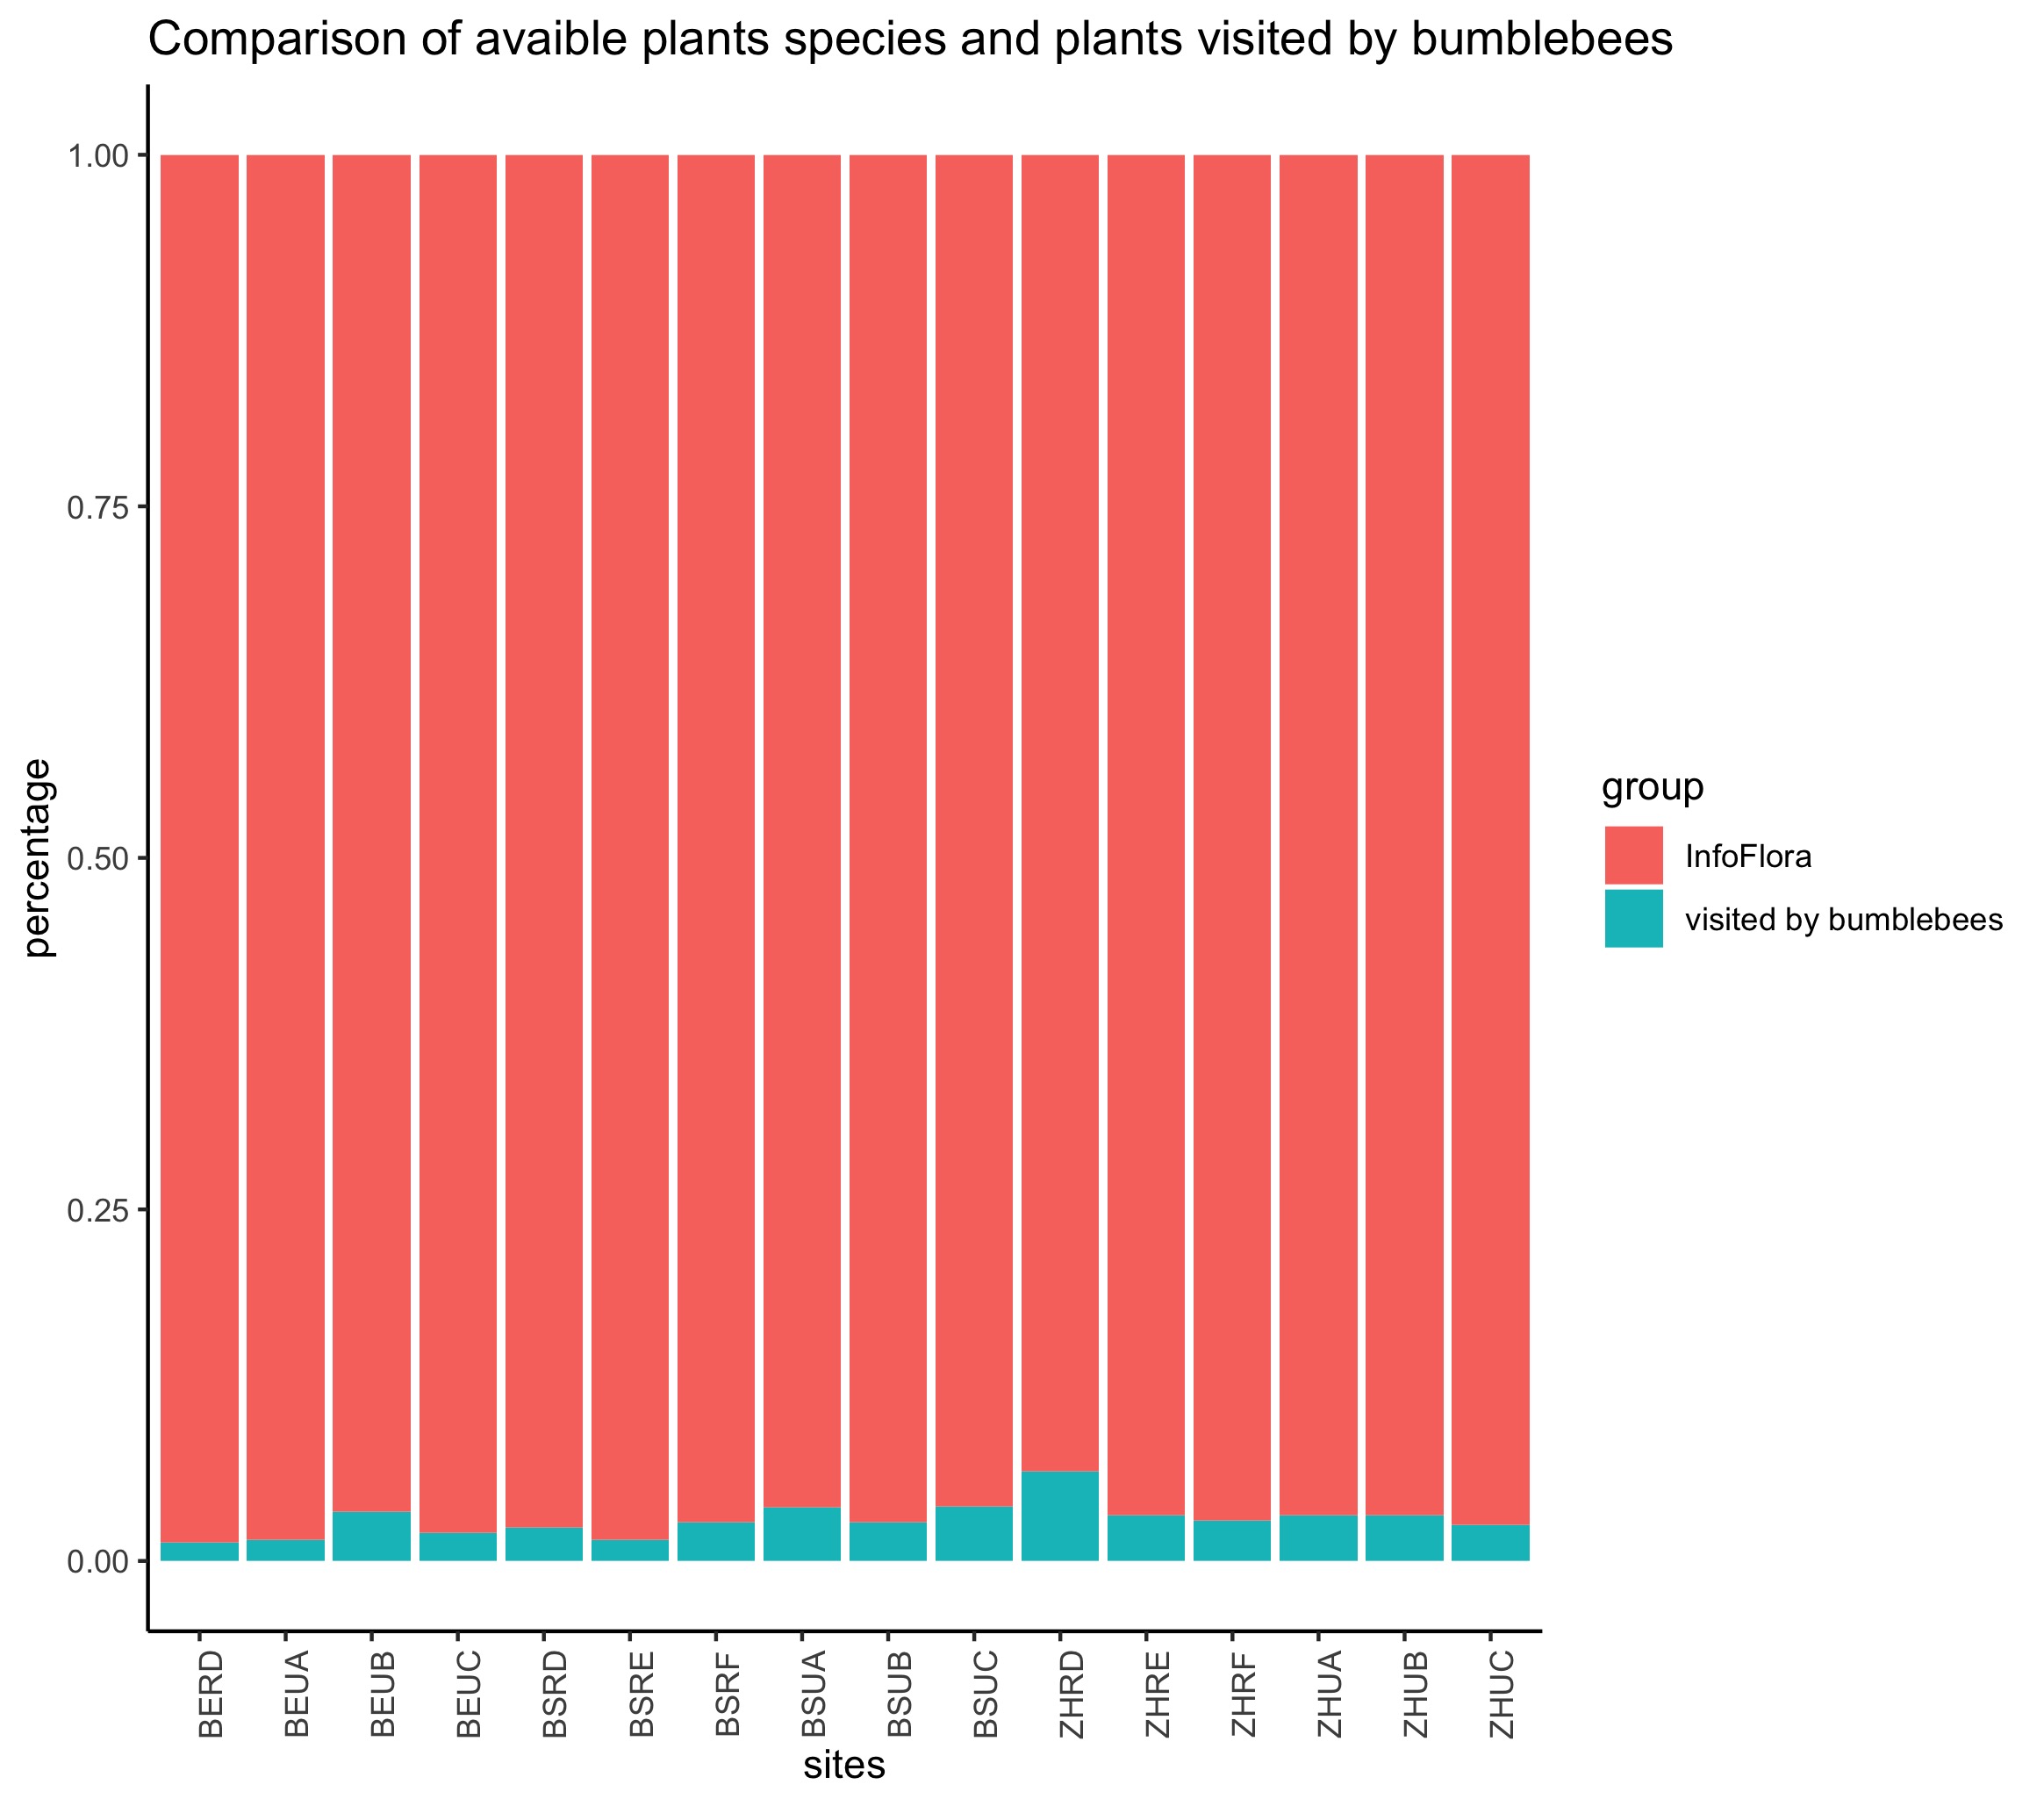 Comparison of avaible plants species and plants visited by bumblebees
1.00
0.75
0.50
0.25
0.00
percentage
BERD
BEUA
BEUB
BEUC
BSRD
BSRE
BSRF
BSUA
BSUB
BSUC
ZHRD
ZHRE
ZHRF
ZHUA
ZHUB
ZHUC
sites
group
InfoFlora
visited by bumblebees